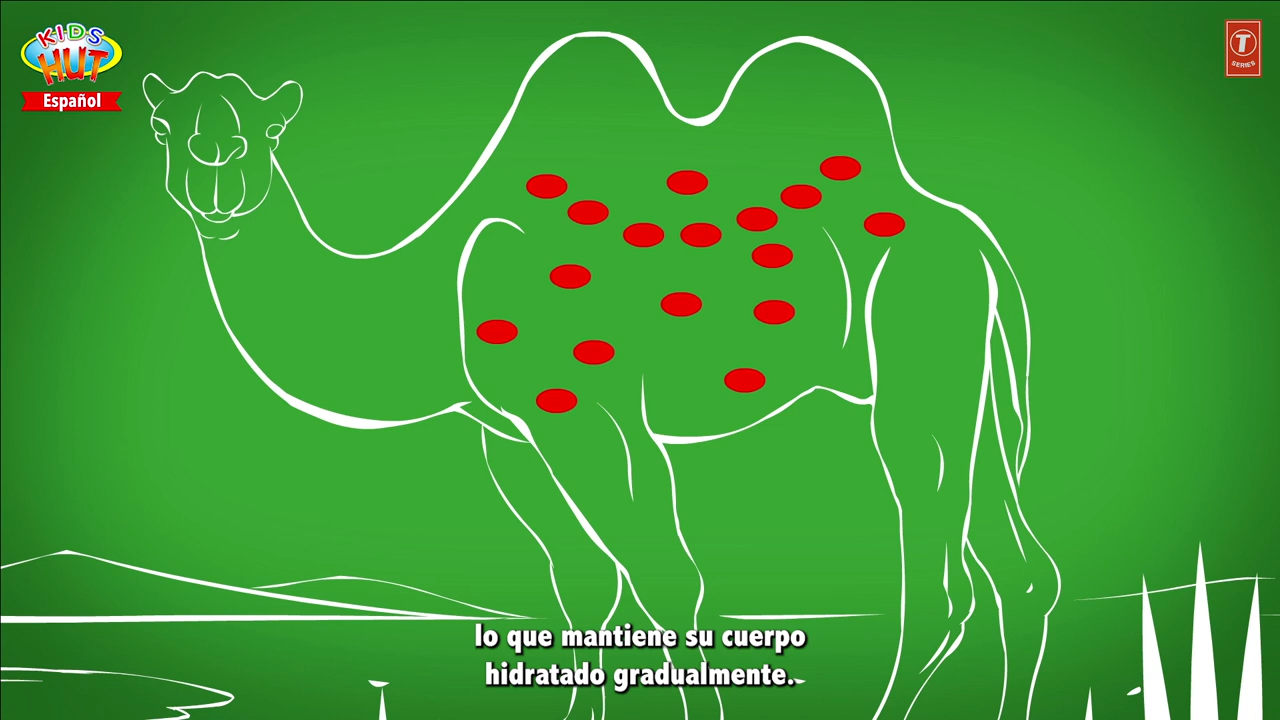 KIDS
HUT
Español
T
SERIES
lo que mantiene su cuerpo
hidratado gradualmente.